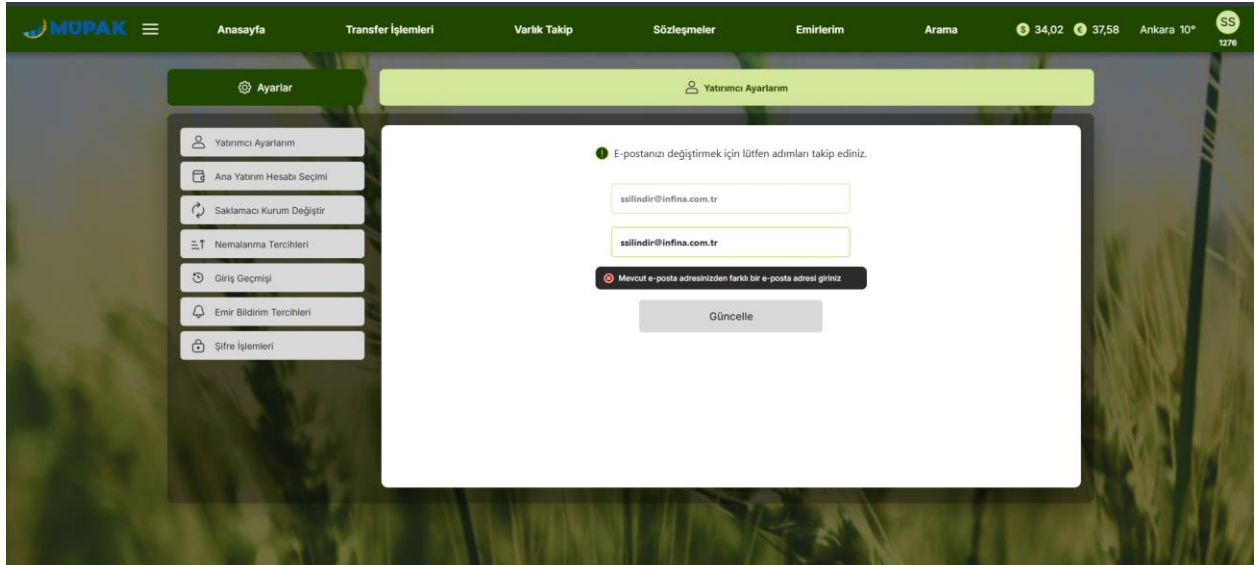 MÜPAK
Anasayfa
Transfer İşlemleri
Varlık Takip
Sözleşmeler
Emirlerim
Arama
$ 34,02 € 37,58
Ankara 10°
SS
1276
Ayarlar
Yatırımcı Ayarlarım
Yatırımcı Ayarlarım
Ana Yatırım Hesabı Seçimi
Saklamacı Kurum Değiştir
Nemalanma Tercihleri
Giriş Geçmişi
Emir Bildirim Tercihleri
Şifre İşlemleri
E-postanızı değiştirmek için lütfen adımları takip ediniz.
ssilindir@infina.com.tr
ssilindir@infina.com.tr
Mevcut e-posta adresinizden farklı bir e-posta adresi giriniz
Güncelle